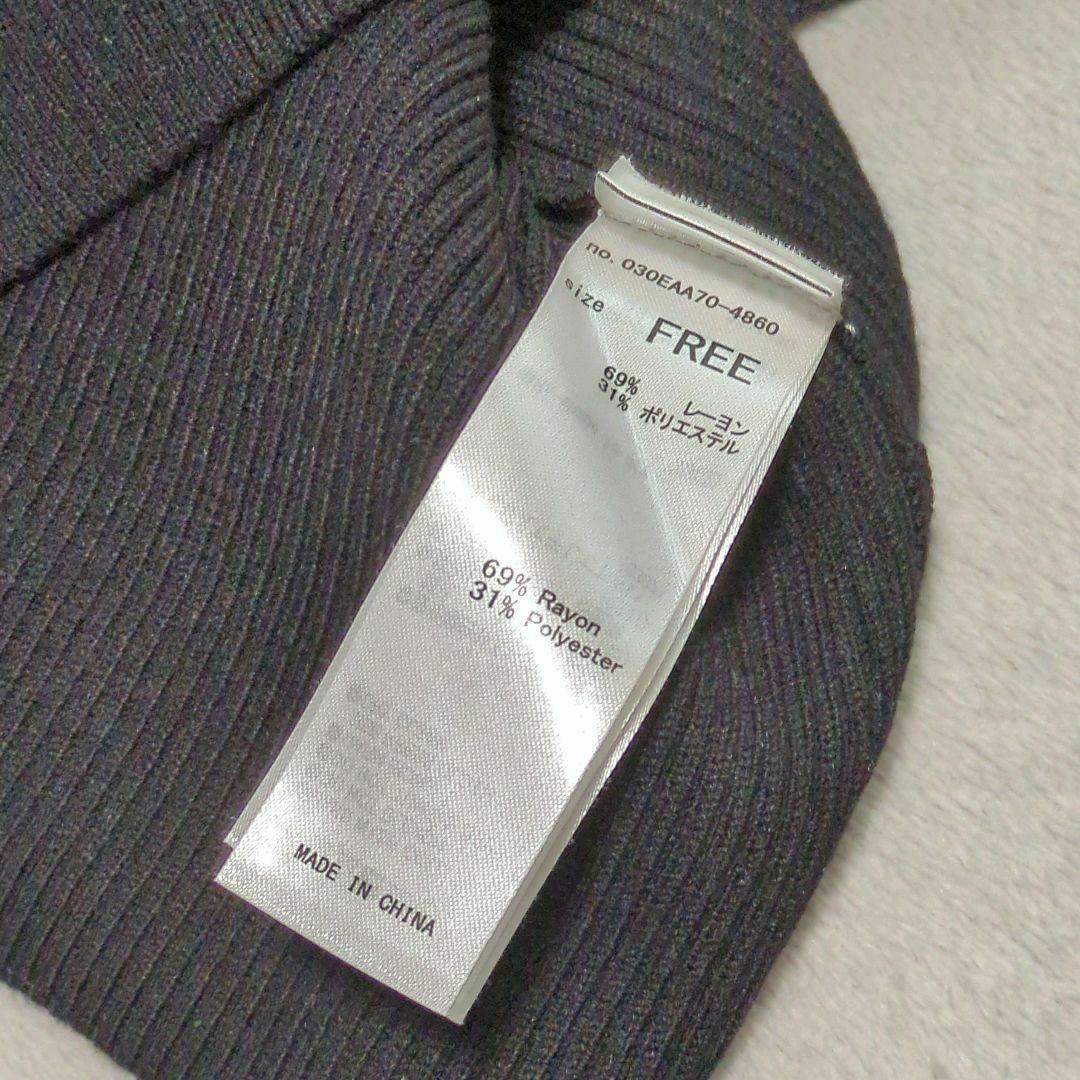 no. 030EAA70-4860
size FREE
69% レーヨン
31% ポリエステル
69% Rayon
31% Polyester
MADE IN CHINA